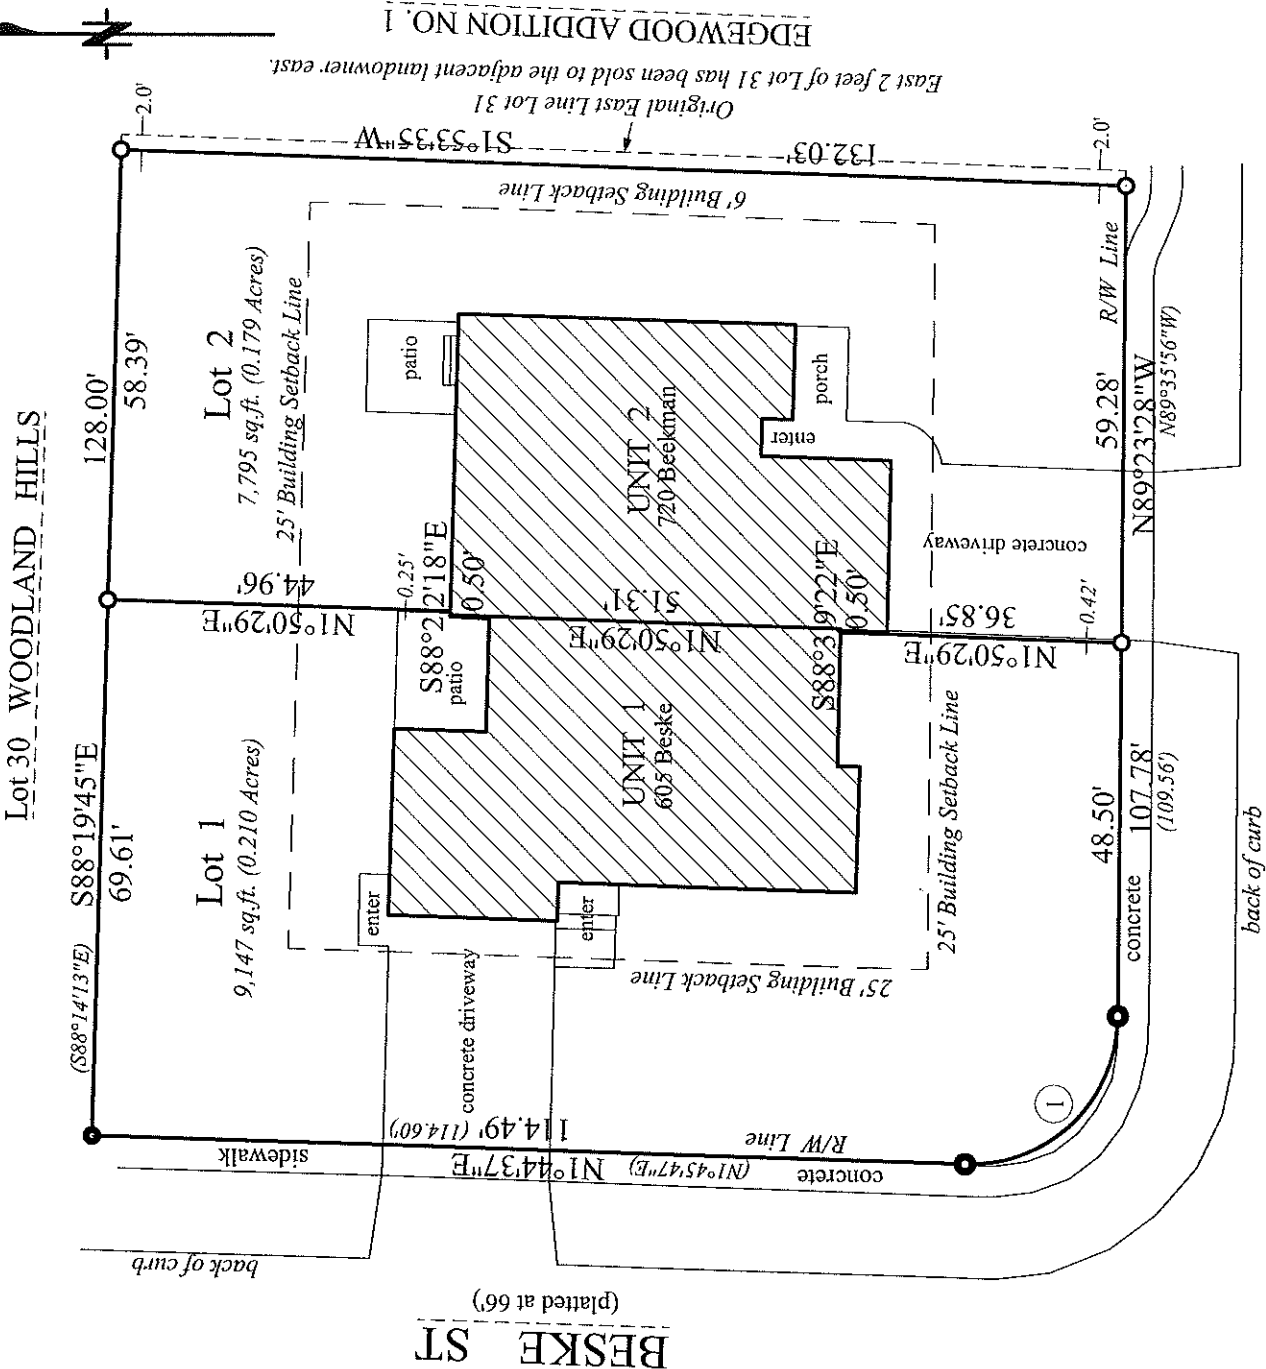 EDGEWOOD ADDITION NO. 1
East 2 feet of Lot 31 has been sold to the adjacent landowner east.
Original East Line Lot 31
2.0'
S1°53'35"W
132.03'
2.0'
6' Building Setback Line
Lot 30 WOODLAND HILLS
128.00'
58.39'
Lot 2
7,795 sq.ft. (0.179 Acres)
25' Building Setback Line
patio
UNIT 2
720 Beekman
porch
enter
R/W Line
59.28'
N89°23'28"W
N89°35'56"W)
concrete driveway
44.96'
N1°50'29"E
0.25'
S88°22'18"E
0.50'
patio
51.31'
N1°50'29"E
S88°39'22"E
0.50'
36.85'
N1°50'29"E
0.42'
S88°19'45"E
69.61'
(S88°14'13"E)
Lot 1
9,147 sq.ft. (0.210 Acres)
UNIT 1
605 Beske
enter
enter
25' Building Setback Line
25' Building Setback Line
48.50'
107.78'
(109.56')
concrete
back of curb
concrete driveway
1
114.49' (114.60')
R/W Line
sidewalk
N1°44'37"E (N1°45'47"E)
concrete
back of curb
(platted at 66')
BESKE ST